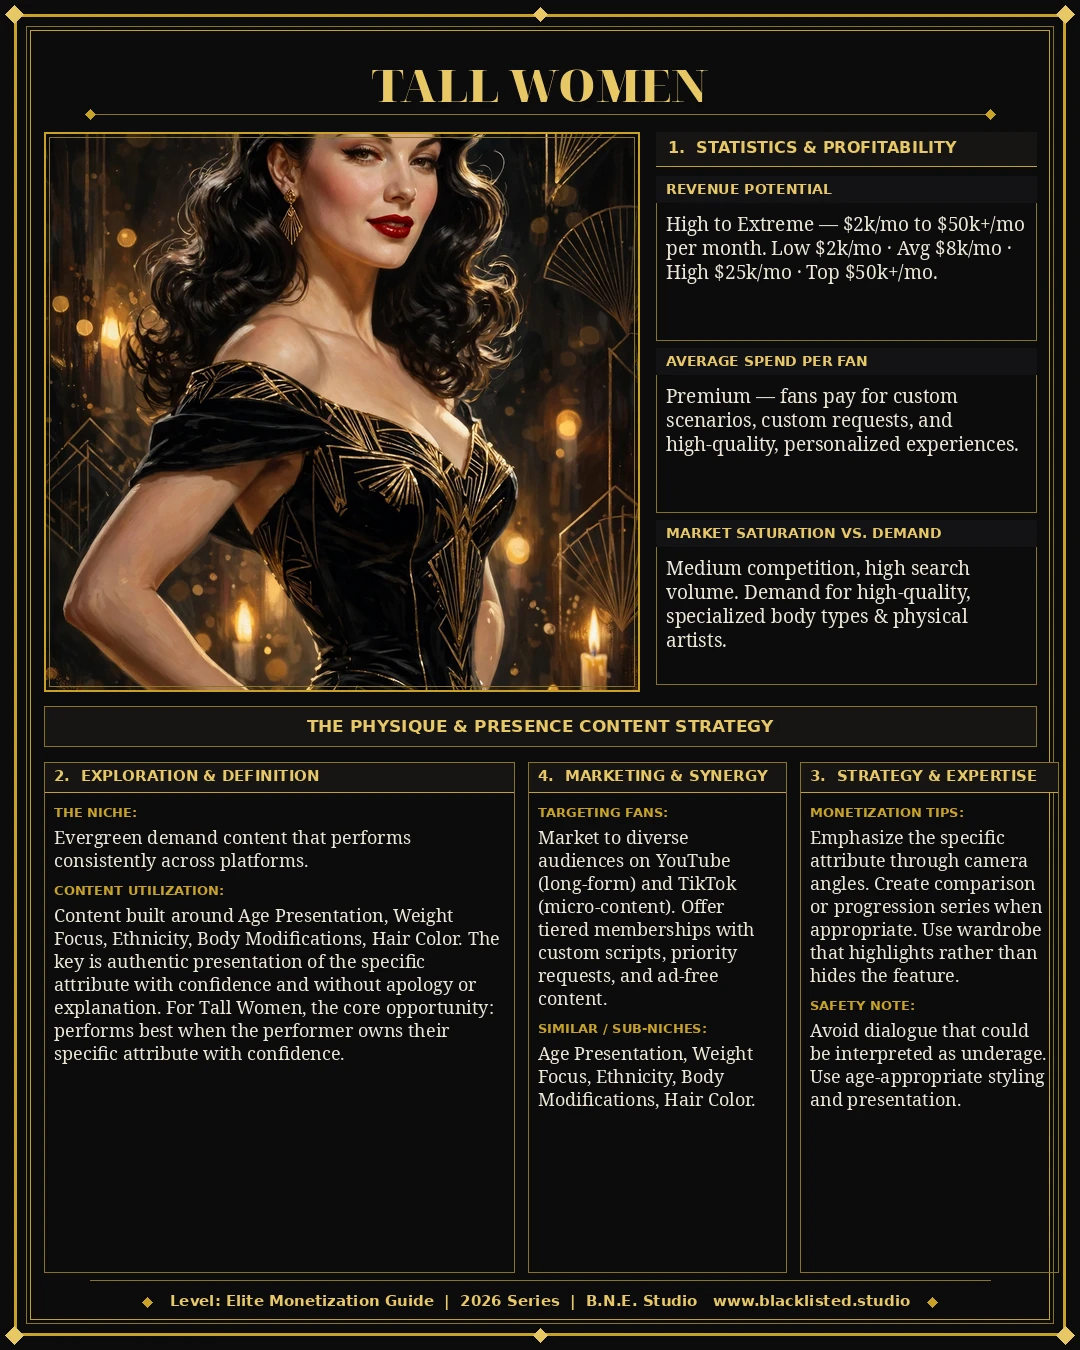 TALL WOMEN
1. STATISTICS & PROFITABILITY
REVENUE POTENTIAL
High to Extreme — $2k/mo to $50k+/mo
per month. Low $2k/mo · Avg $8k/mo ·
High $25k/mo · Top $50k+/mo.
AVERAGE SPEND PER FAN
Premium — fans pay for custom
scenarios, custom requests, and
high-quality, personalized experiences.
MARKET SATURATION VS. DEMAND
Medium competition, high search
volume. Demand for high-quality,
specialized body types & physical
artists.
THE PHYSIQUE & PRESENCE CONTENT STRATEGY
2. EXPLORATION & DEFINITION
THE NICHE:
Evergreen demand content that performs
consistently across platforms.
CONTENT UTILIZATION:
Content built around Age Presentation, Weight
Focus, Ethnicity, Body Modifications, Hair Color. The
key is authentic presentation of the specific
attribute with confidence and without apology or
explanation. For Tall Women, the core opportunity:
performs best when the performer owns their
specific attribute with confidence.
4. MARKETING & SYNERGY
TARGETING FANS:
Market to diverse
audiences on YouTube
(long-form) and TikTok
(micro-content). Offer
tiered memberships with
custom scripts, priority
requests, and ad-free
content.
SIMILAR / SUB-NICHES:
Age Presentation, Weight
Focus, Ethnicity, Body
Modifications, Hair Color.
3. STRATEGY & EXPERTISE
MONETIZATION TIPS:
Emphasize the specific
attribute through camera
angles. Create comparison
or progression series when
appropriate. Use wardrobe
that highlights rather than
hides the feature.
SAFETY NOTE:
Avoid dialogue that could
be interpreted as underage.
Use age-appropriate styling
and presentation.
Level: Elite Monetization Guide | 2026 Series | B.N.E. Studio www.blacklisted.studio